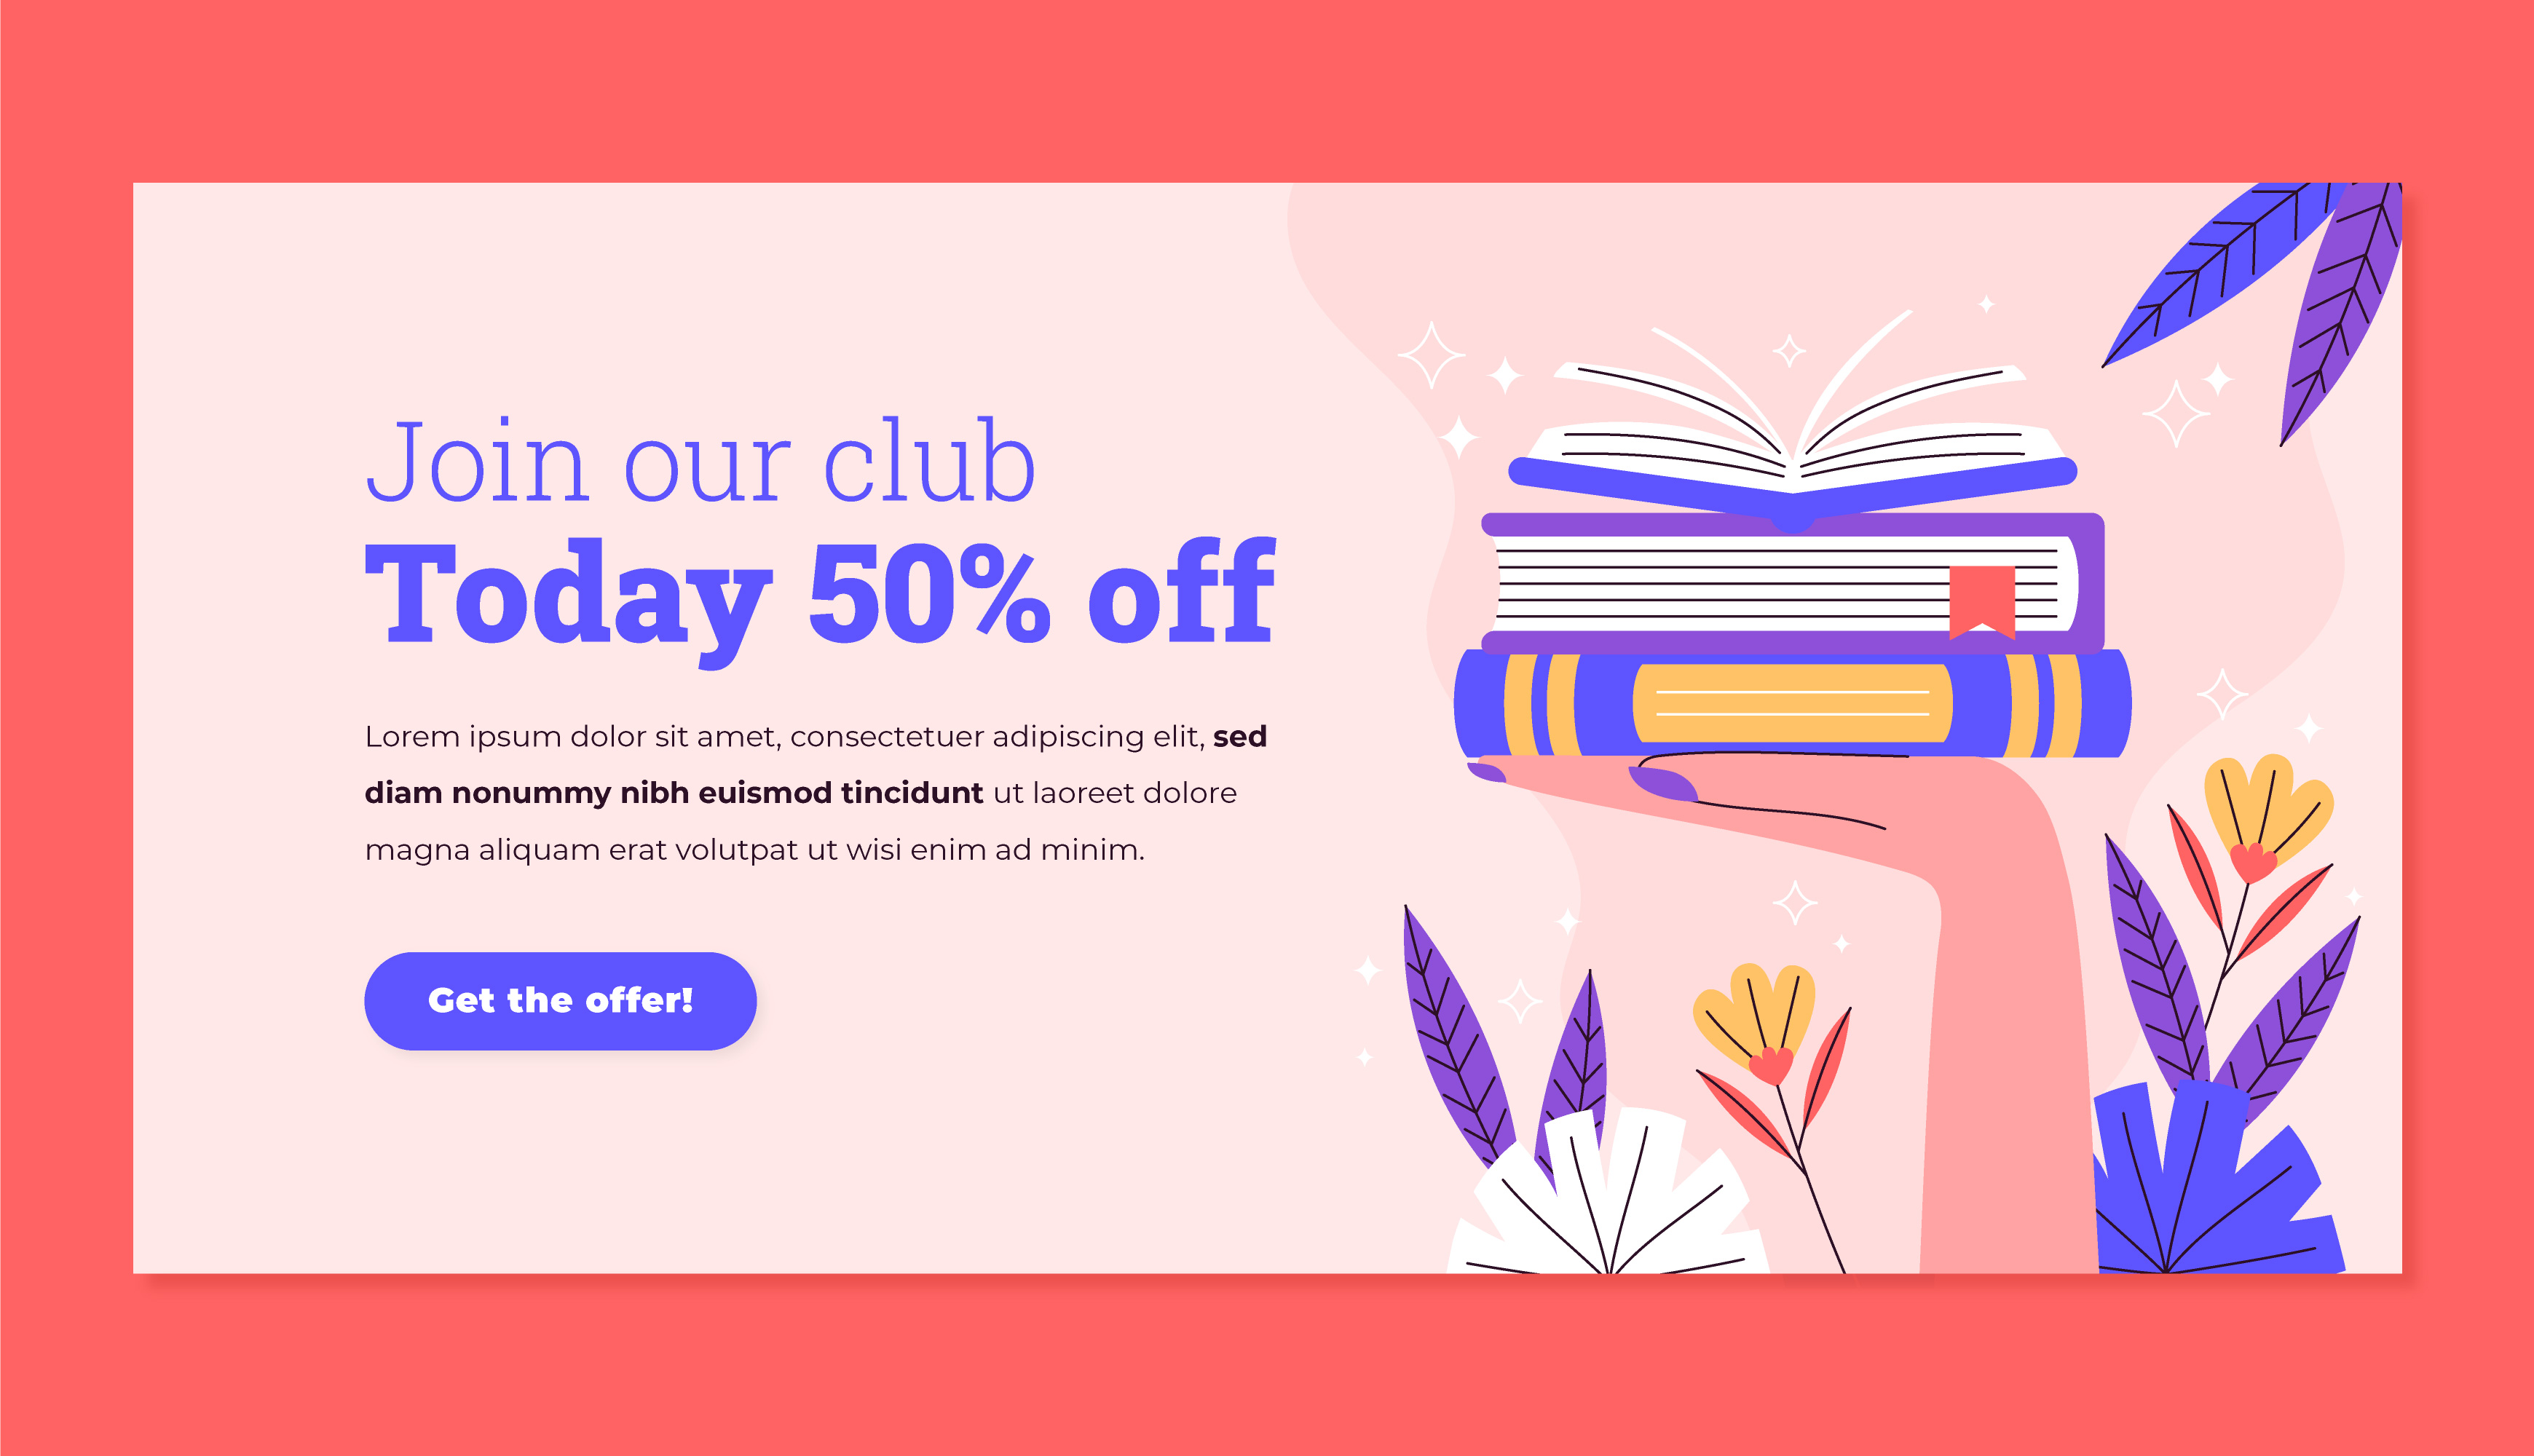 Join our club
Today 50% off
Lorem ipsum dolor sit amet, consectetuer adipiscing elit, sed
diam nonummy nibh euismod tincidunt ut laoreet dolore
magna aliquam erat volutpat ut wisi enim ad minim.
Get the offer!